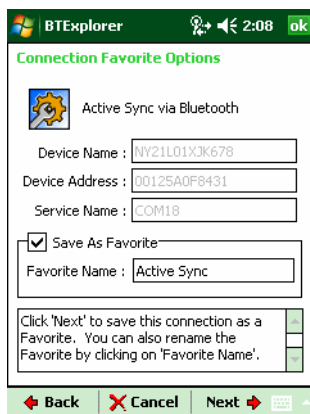 BTExplorer 2:08 ok
Connection Favorite Options
Active Sync via Bluetooth
Device Name : NY21L01XJK678
Device Address : 00125A0F8431
Service Name : COM18
Save As Favorite
Favorite Name : Active Sync
Click 'Next' to save this connection as a
Favorite. You can also rename the
Favorite by clicking on 'Favorite Name'.
Back Cancel Next